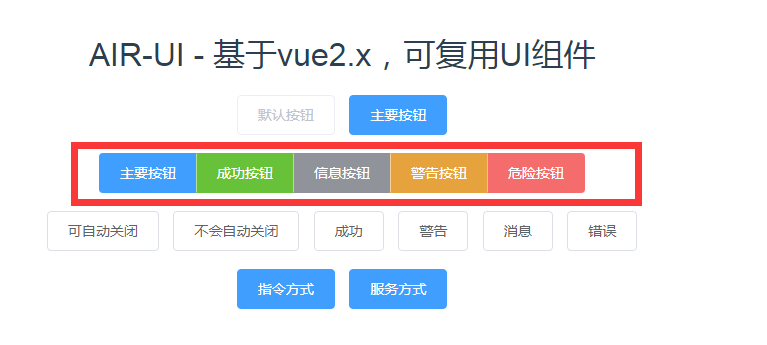 AIR-UI - 基于vue2.x，可复用UI组件
默认按钮 主要按钮
主要按钮 成功按钮 信息按钮 警告按钮 危险按钮
可自动关闭 不会自动关闭 成功 警告 消息 错误
指令方式 服务方式